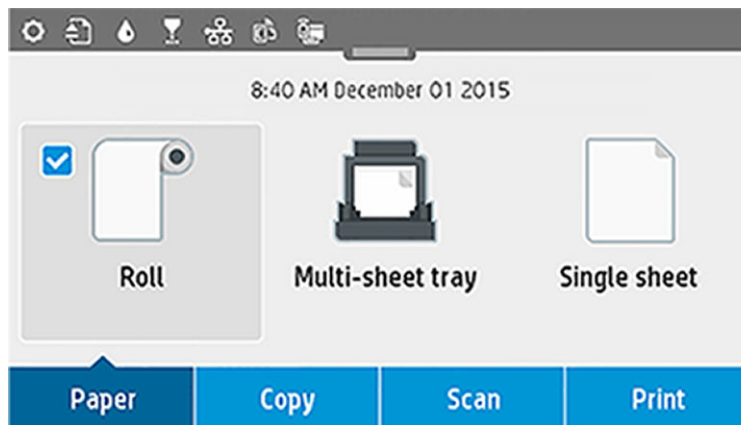 8:40 AM December 01 2015
Roll Multi-sheet tray Single sheet
Paper Copy Scan Print